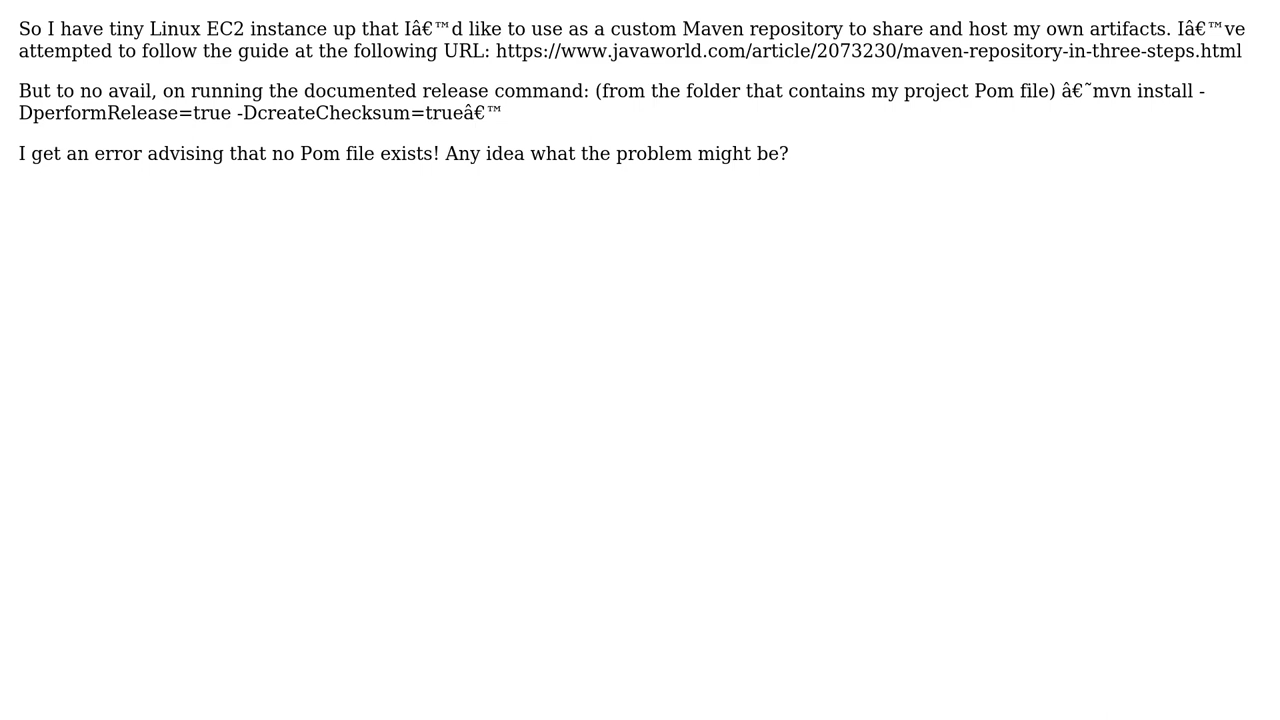 So I have tiny Linux EC2 instance up that Iâ€™d like to use as a custom Maven repository to share and host my own artifacts. Iâ€™ve
attempted to follow the guide at the following URL: https://www.javaworld.com/article/2073230/maven-repository-in-three-steps.html
But to no avail, on running the documented release command: (from the folder that contains my project Pom file) â€˜mvn install -
DperformRelease=true -DcreateChecksum=trueâ€™
I get an error advising that no Pom file exists! Any idea what the problem might be?